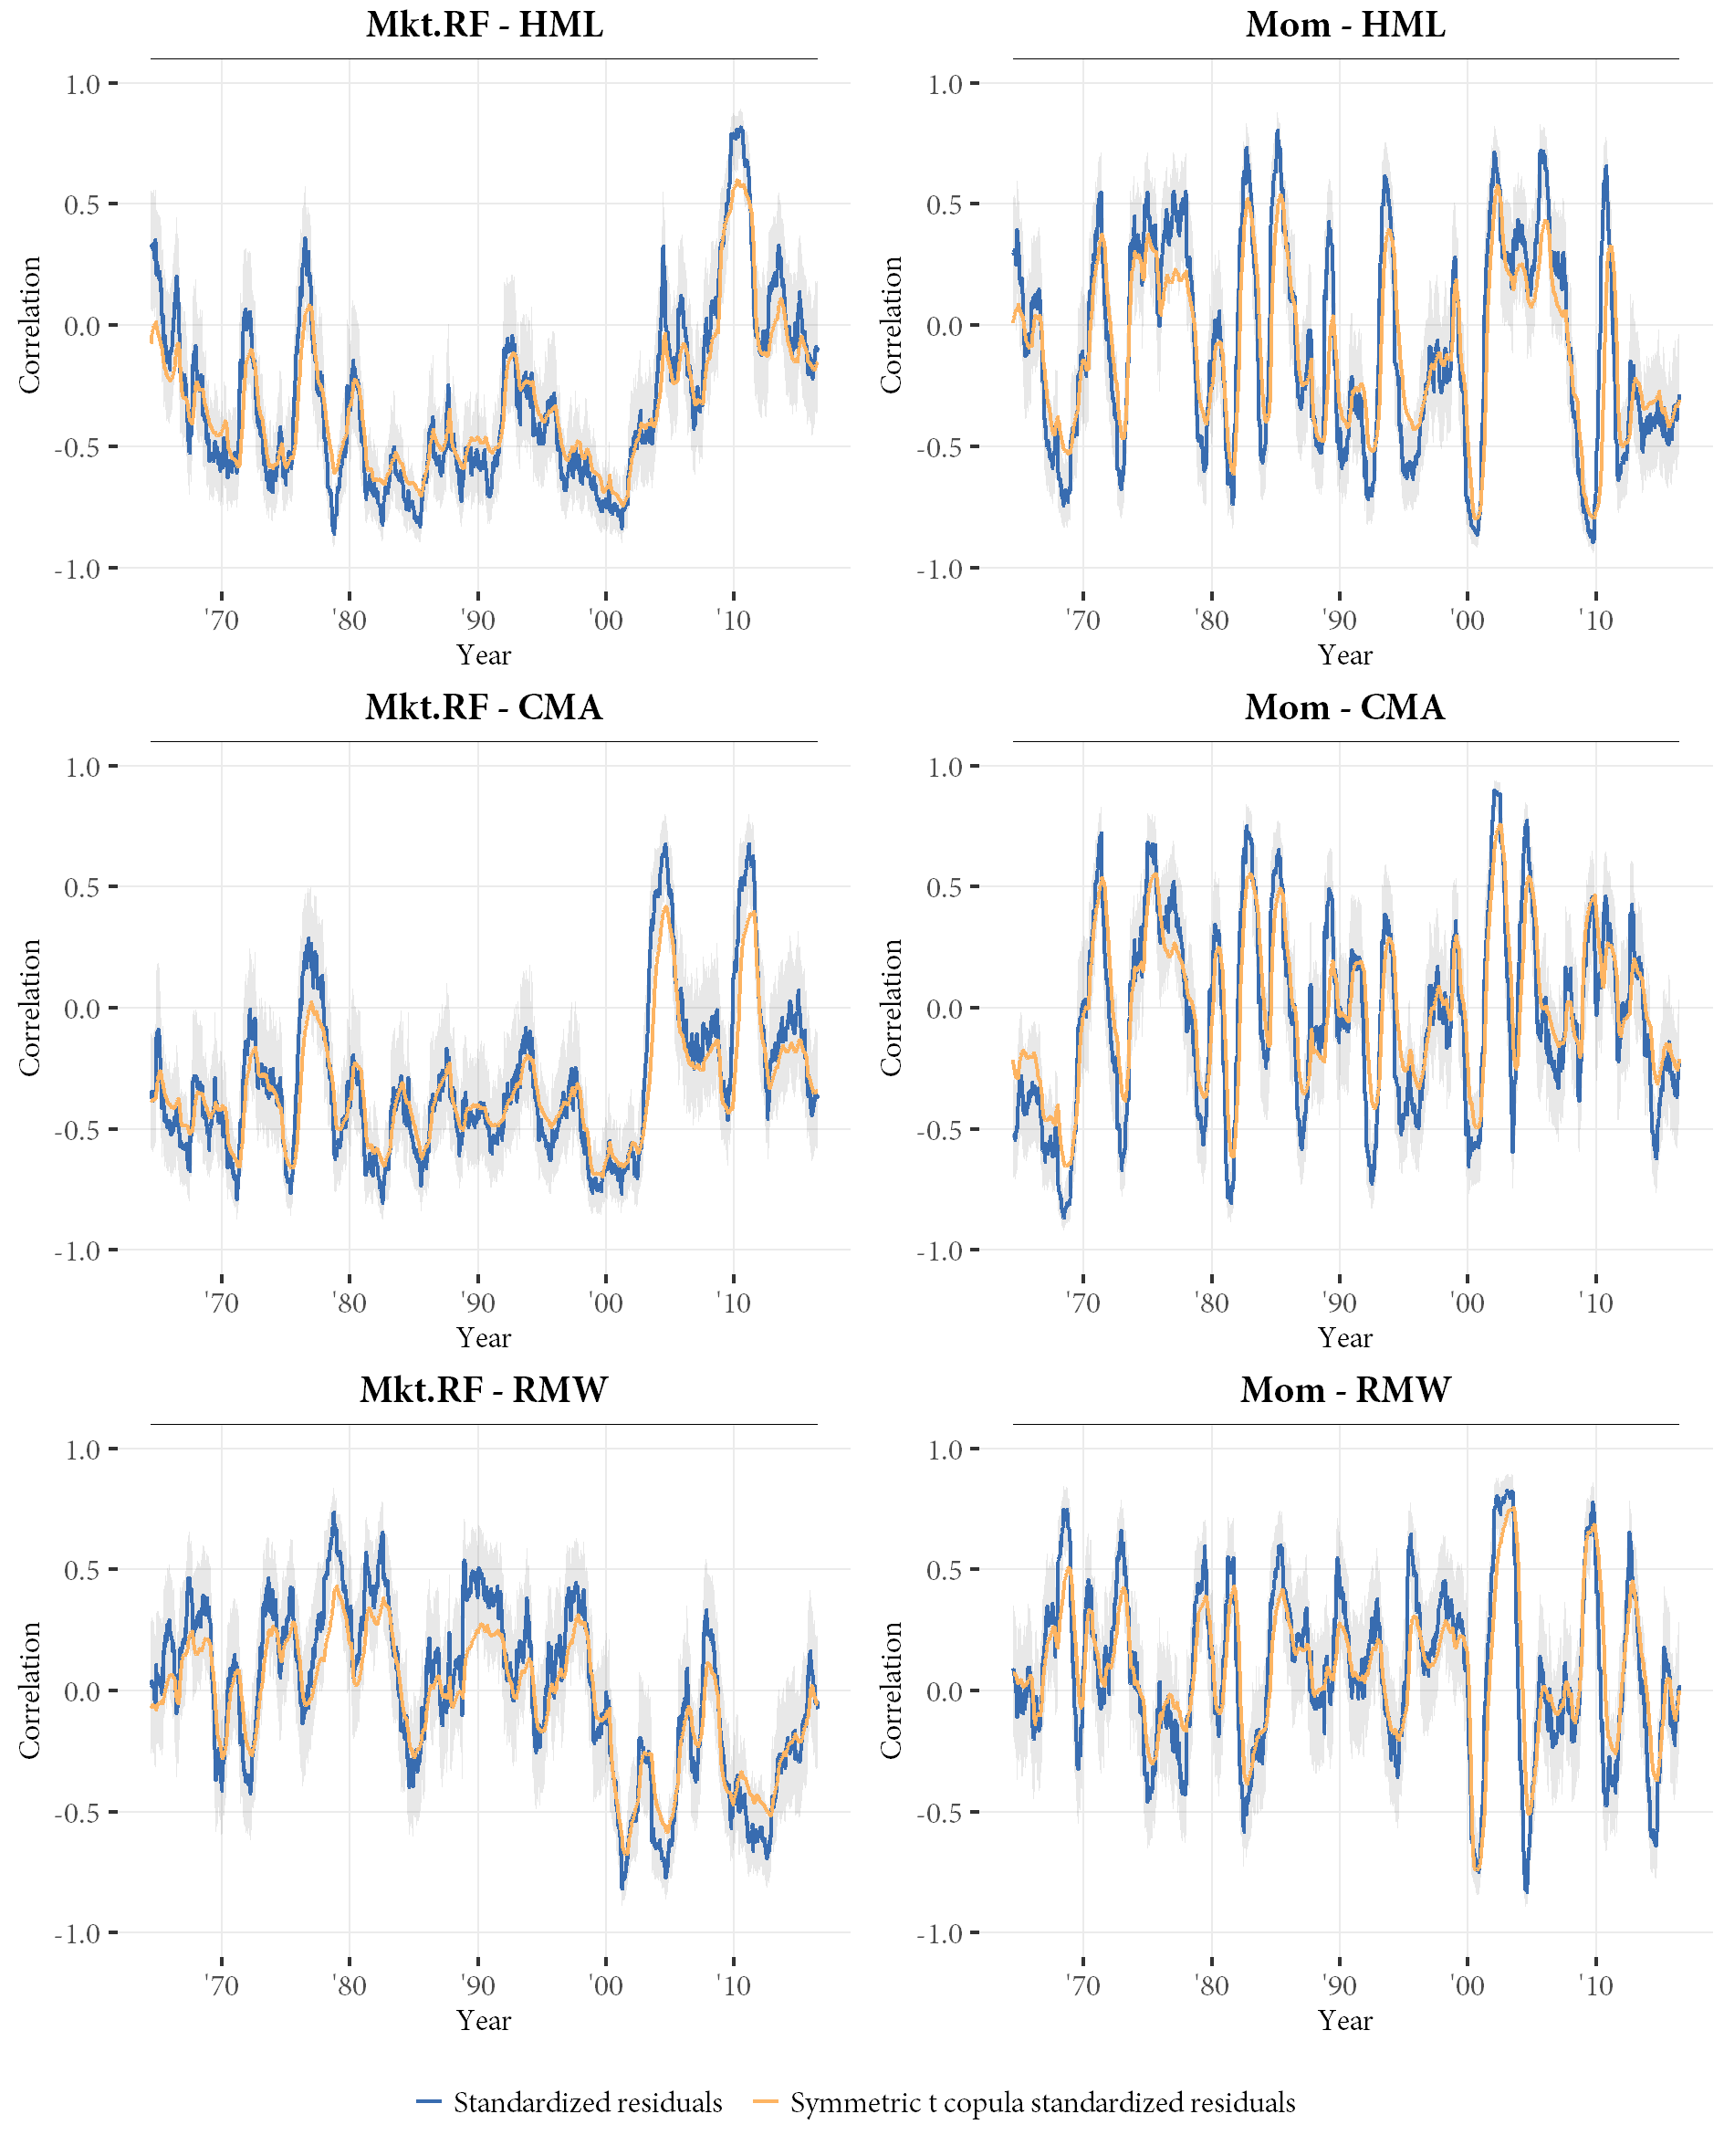 Mkt.RF - HML
Mom - HML
1.0
0.5
0.0
-0.5
-1.0
Correlation
'70 '80 '90 '00 '10
Year
1.0
0.5
0.0
-0.5
-1.0
Correlation
'70 '80 '90 '00 '10
Year
Mkt.RF - CMA
Mom - CMA
1.0
0.5
0.0
-0.5
-1.0
Correlation
'70 '80 '90 '00 '10
Year
1.0
0.5
0.0
-0.5
-1.0
Correlation
'70 '80 '90 '00 '10
Year
Mkt.RF - RMW
Mom - RMW
1.0
0.5
0.0
-0.5
-1.0
Correlation
'70 '80 '90 '00 '10
Year
1.0
0.5
0.0
-0.5
-1.0
Correlation
'70 '80 '90 '00 '10
Year
Standardized residuals
Symmetric t copula standardized residuals